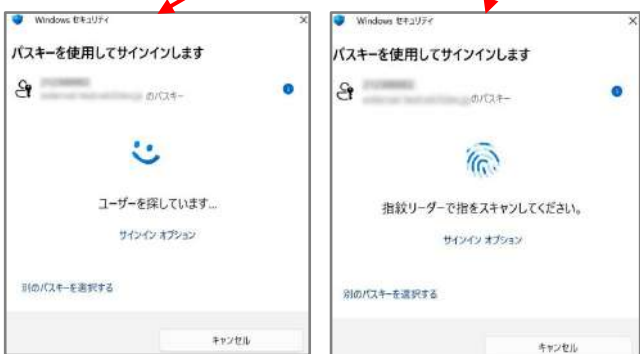 Windows セキュリティ
パスキーを使用してサインインします
のパスキー
ユーザーを探しています...
サインイン オプション
別のパスキーを選択する
キャンセル
Windows セキュリティ
パスキーを使用してサインインします
のパスキー
指紋リーダーで指をスキャンしてください。
サインイン オプション
別のパスキーを選択する
キャンセル